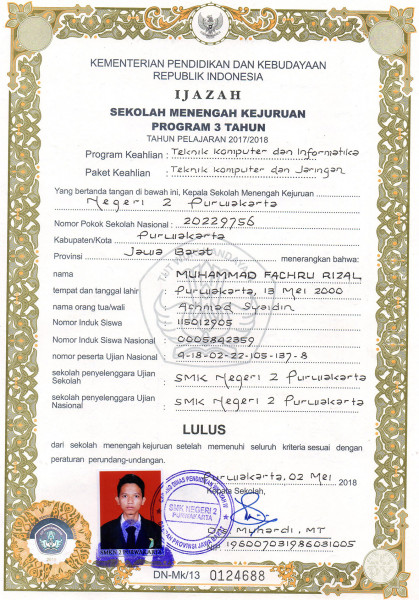 KEMENTERIAN PENDIDIKAN DAN KEBUDAYAAN
REPUBLIK INDONESIA
IJAZAH
SEKOLAH MENENGAH KEJURUAN
PROGRAM 3 TAHUN
TAHUN PELAJARAN 2017/2018
Program Keahlian : Teknik Komputer dan Informatika
Paket Keahlian : Teknik Komputer dan Jaringan
Yang bertanda tangan di bawah ini, Kepala Sekolah Menengah Kejuruan
Negeri 2 Purwakarta
Nomor Pokok Sekolah Nasional : 20229756
Kabupaten/Kota Purwakarta
Provinsi Jawa Barat menerangkan bahwa:
nama MUHAMMAD FACHRU RIZAL
tempat dan tanggal lahir : Purwakarta, 13 Mei 2000
nama orang tua/wali : Achmad Syaidin
Nomor Induk Siswa : 115012905
Nomor Induk Siswa Nasional : 0005842359
nomor peserta Ujian Nasional : 4-18-02-22-105-137-8
sekolah penyelenggara Ujian Sekolah : SMK Negeri 2 Purwakarta
sekolah penyelenggara Ujian Nasional : SMK Negeri 2 Purwakarta
LULUS
dari sekolah menengah kejuruan setelah memenuhi seluruh kriteria sesuai dengan
peraturan perundang-undangan.
Purwakarta, 02 Mei 2018
Kepala Sekolah,
SMK NEGERI 2
PURWAKARTA
Muhardi, MT
196007031986031005
DN-Mk/13 0124688